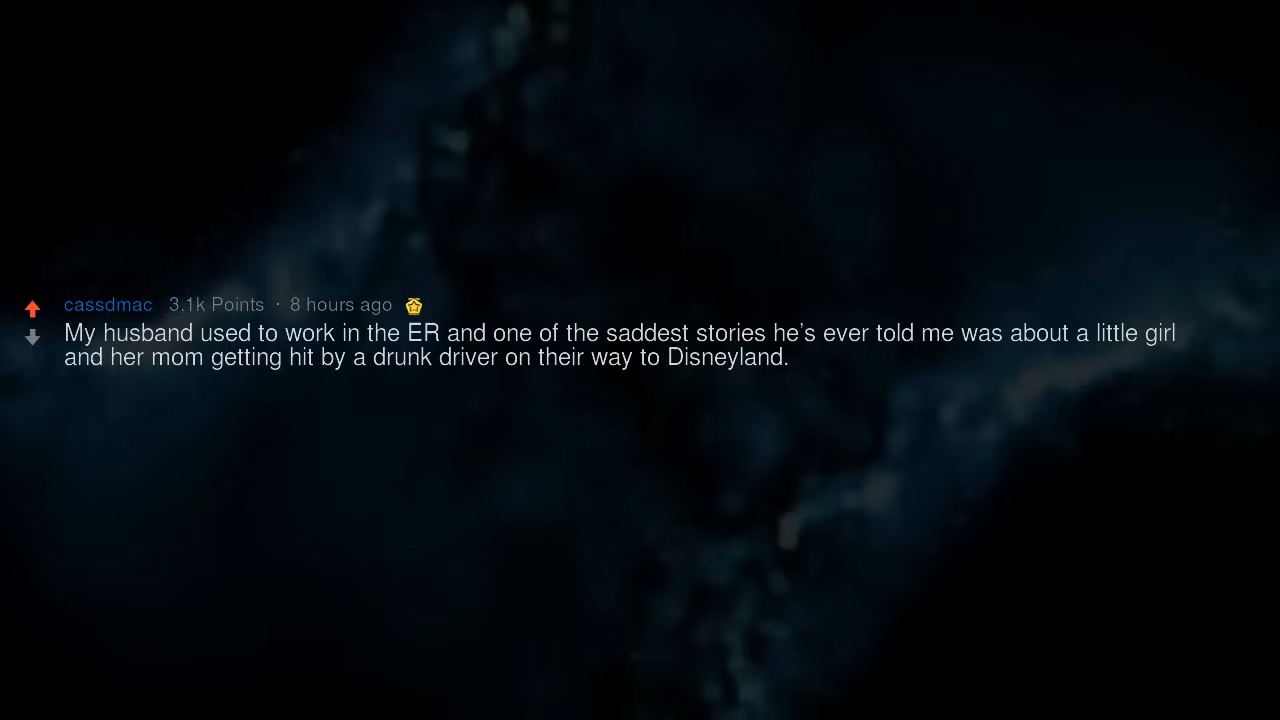 cassdmac 3.1k Points · 8 hours ago
My husband used to work in the ER and one of the saddest stories he's ever told me was about a little girl
and her mom getting hit by a drunk driver on their way to Disneyland.